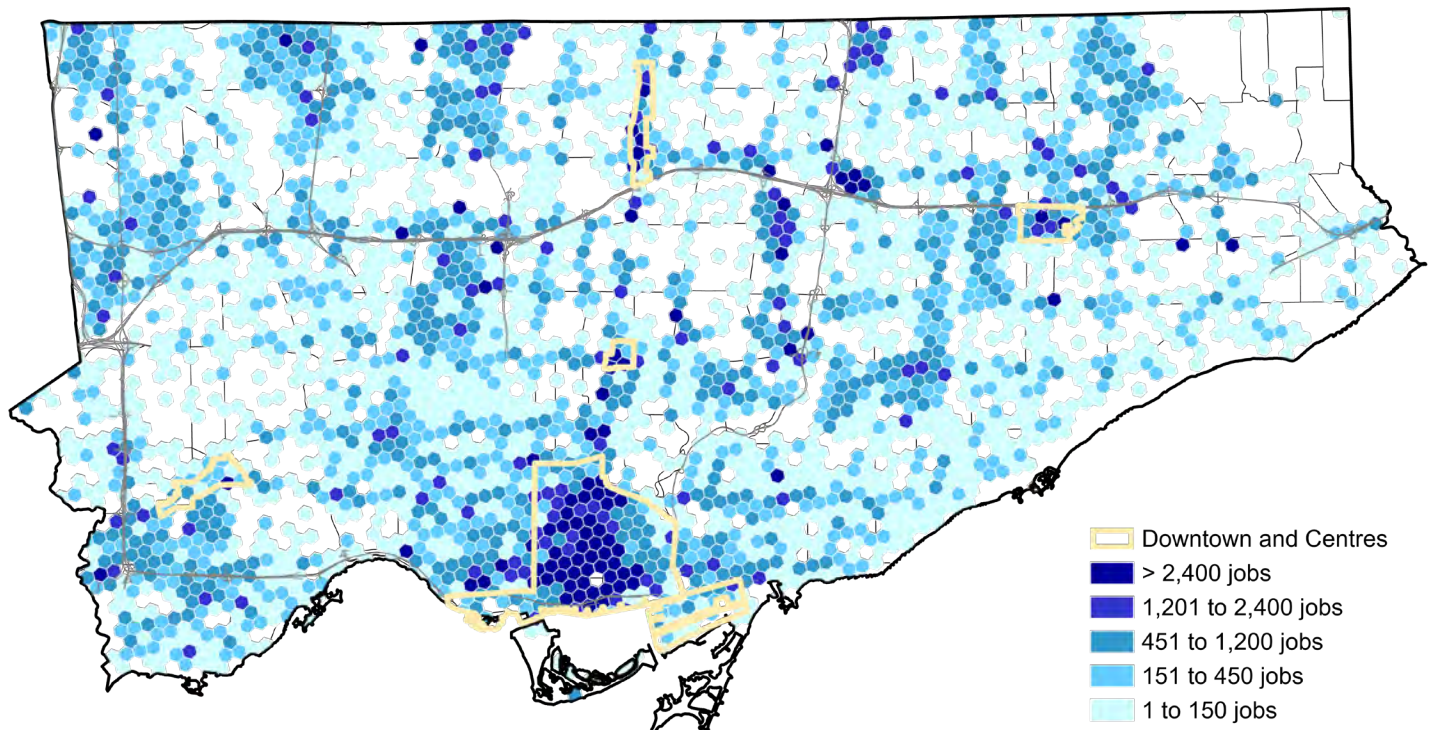 Downtown and Centres
> 2,400 jobs
1,201 to 2,400 jobs
451 to 1,200 jobs
151 to 450 jobs
1 to 150 jobs